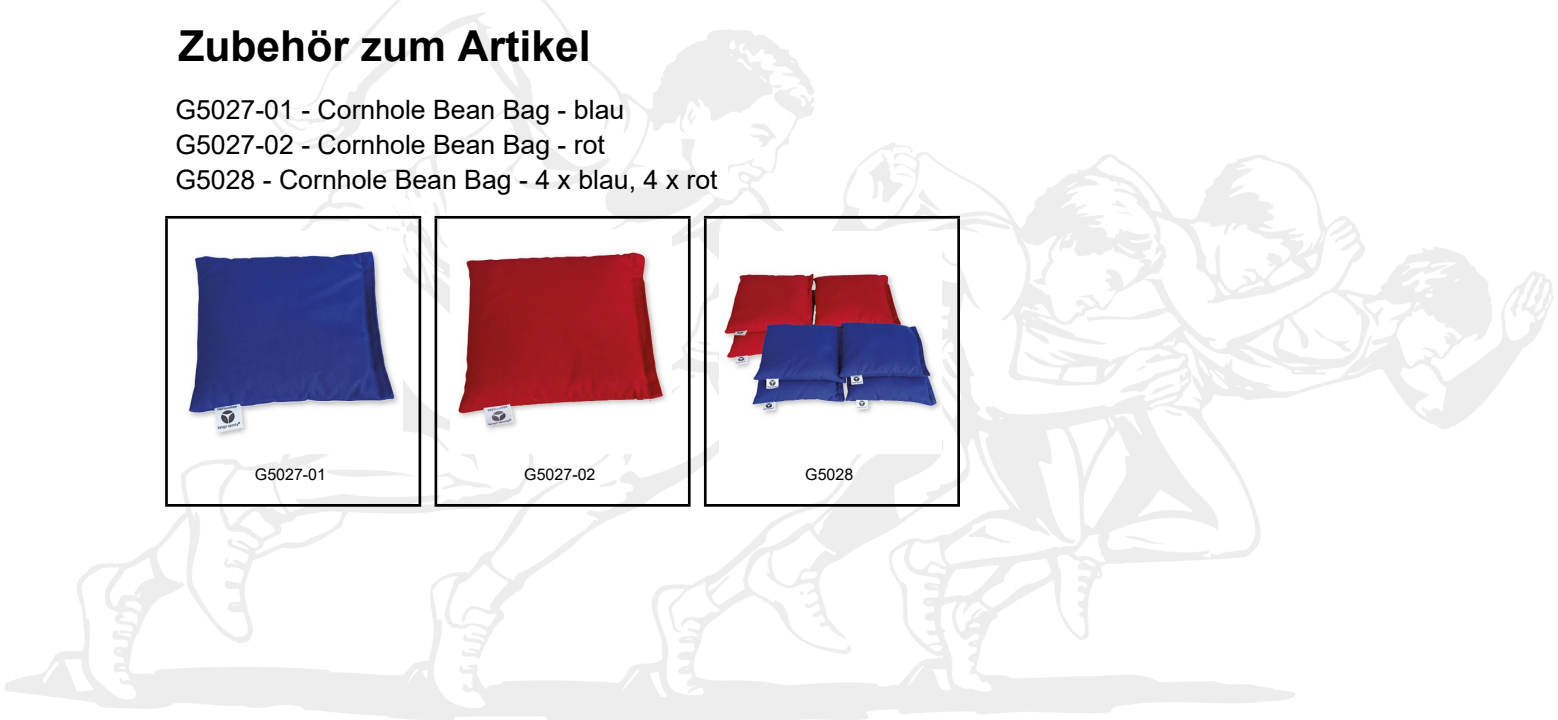 Zubehör zum Artikel
G5027-01 - Cornhole Bean Bag - blau
G5027-02 - Cornhole Bean Bag - rot
G5028 - Cornhole Bean Bag - 4 x blau, 4 x rot
G5027-01
G5027-02
G5028